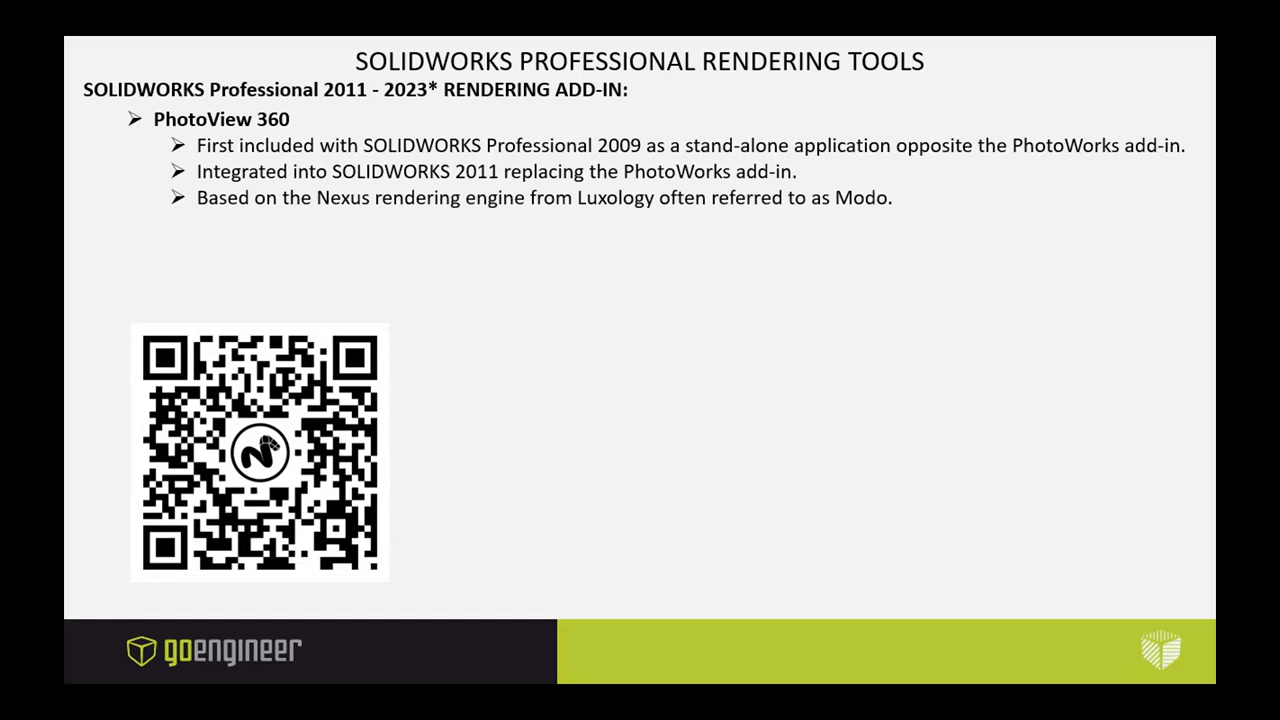 SOLIDWORKS PROFESSIONAL RENDERING TOOLS
SOLIDWORKS Professional 2011 - 2023* RENDERING ADD-IN:
PhotoView 360
First included with SOLIDWORKS Professional 2009 as a stand-alone application opposite the PhotoWorks add-in.
Integrated into SOLIDWORKS 2011 replacing the PhotoWorks add-in.
Based on the Nexus rendering engine from Luxology often referred to as Modo.
goengineer